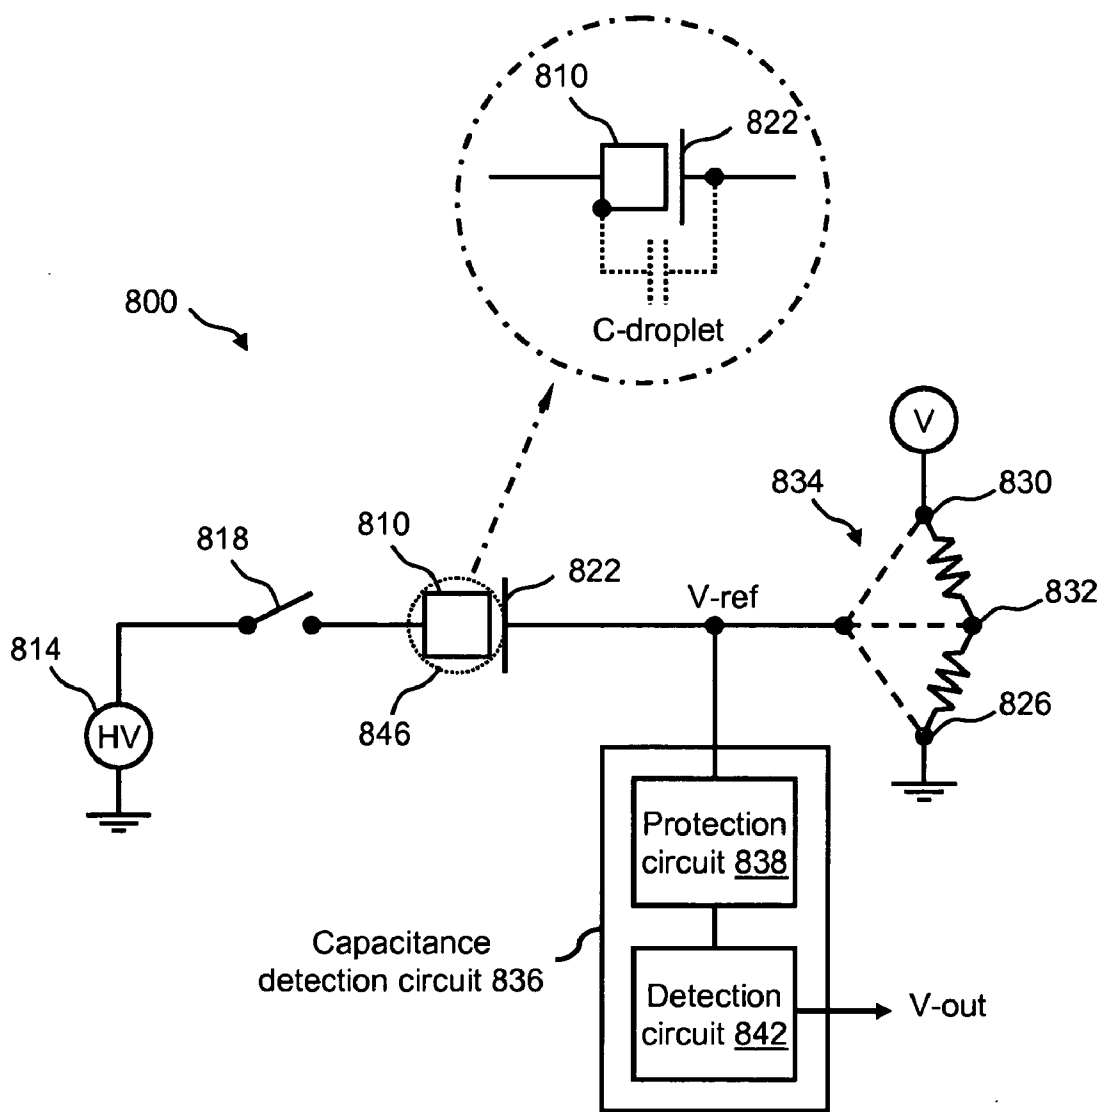 810
822
C-droplet
800
V
834
830
810
818
822
V-ref
832
814
HV
846
826
Protection
circuit 838
Capacitance
detection circuit 836
Detection
circuit 842
V-out